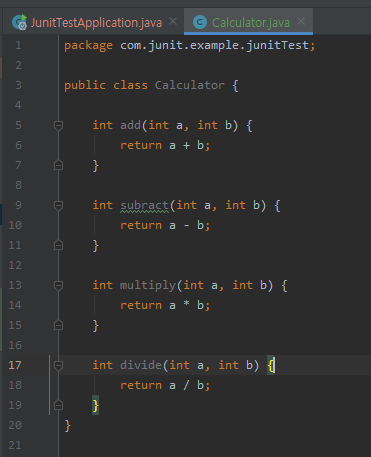 JunitTestApplication.java
Calculator.java
1 package com.junit.example.junitTest;
2
3 public class Calculator {
4
5 int add(int a, int b) {
6 return a + b;
7 }
8
9 int subract(int a, int b) {
10 return a - b;
11 }
12
13 int multiply(int a, int b) {
14 return a * b;
15 }
16
17 int divide(int a, int b) {
18 return a / b;
19 }
20 }
21